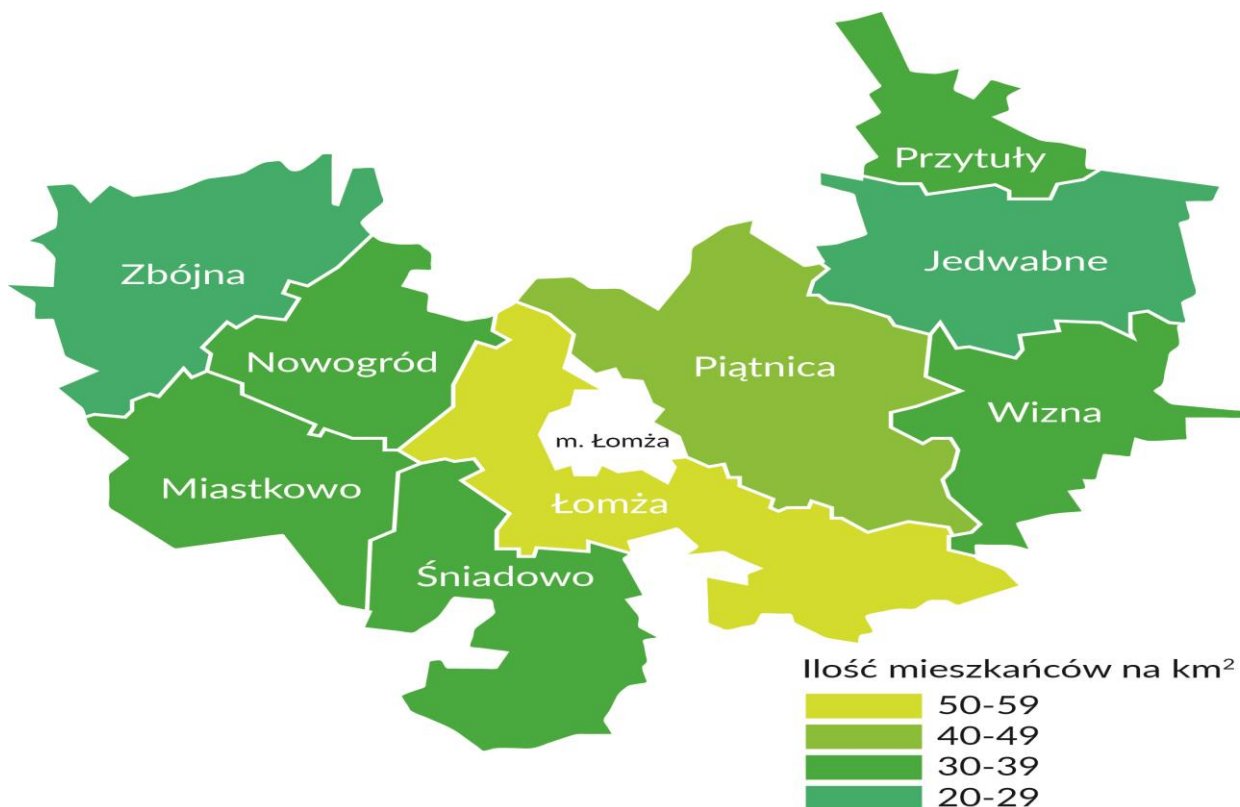 Przytuły
Zbójna
Jedwabne
Nowogród
Piątnica
Wizna
m. Łomża
Miastkowo
Łomża
Śniadowo
Ilość mieszkańców na km²
50-59
40-49
30-39
20-29